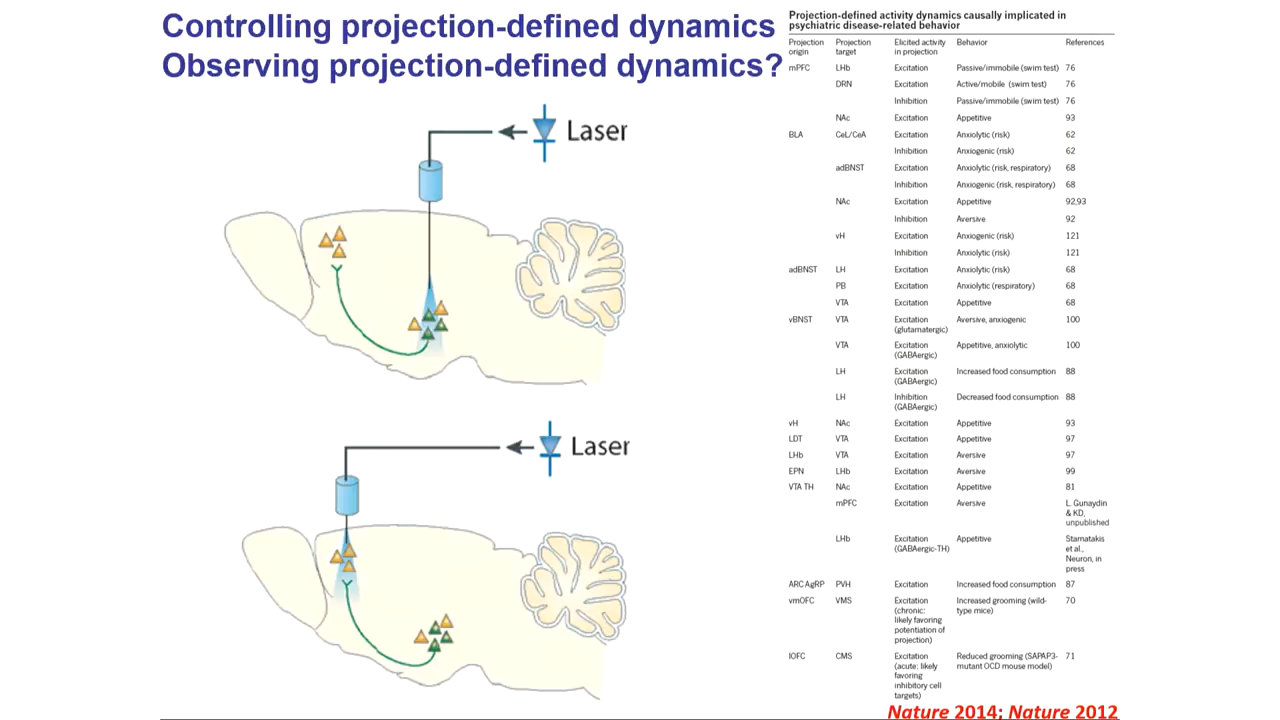 Controlling projection-defined dynamics
Observing projection-defined dynamics?
Laser
Laser
Projection-defined activity dynamics causally implicated in
psychiatric disease-related behavior
Projection origin Projection target Elicited activity in projection Behavior References
mPFC LHb Excitation Passive/immobile (swim test) 76
DRN Excitation Active/mobile (swim test) 76
Inhibition Passive/immobile (swim test) 76
NAc Excitation Appetitive 93
BLA CeL/CeA Excitation Anxiolytic (risk) 62
Inhibition Anxiogenic (risk) 62
adBNST Excitation Anxiolytic (risk, respiratory) 68
Inhibition Anxiogenic (risk, respiratory) 68
NAc Excitation Appetitive 92,93
Inhibition Aversive 92
vH Excitation Anxiogenic (risk) 121
Inhibition Anxiolytic (risk) 121
adBNST LH Excitation Anxiolytic (risk) 68
PB Excitation Anxiolytic (respiratory) 68
VTA Excitation Appetitive 68
vBNST VTA Excitation (glutamatergic) Aversive, anxiogenic 100
VTA Excitation (GABAergic) Appetitive, anxiolytic 100
LH Excitation (GABAergic) Increased food consumption 88
LH Inhibition (GABAergic) Decreased food consumption 88
vH NAc Excitation Appetitive 93
LDT VTA Excitation Appetitive 97
LHb VTA Excitation Aversive 97
EPN LHb Excitation Aversive 99
VTA TH NAc Excitation Appetitive 81
mPFC Excitation Aversive L. Gunaydin & KD, unpublished
LHb Excitation (GABAergic-TH) Appetitive Stamatakis et al., Neuron, in press
ARC AgRP PVH Excitation Increased food consumption 87
vmOFC VMS Excitation (chronic: likely favoring potentiation of projection) Increased grooming (wild-type mice) 70
lOFC CMS Excitation (acute: likely favoring inhibitory cell targets) Reduced grooming (SAPAP3-mutant OCD mouse model) 71
Nature 2014; Nature 2012